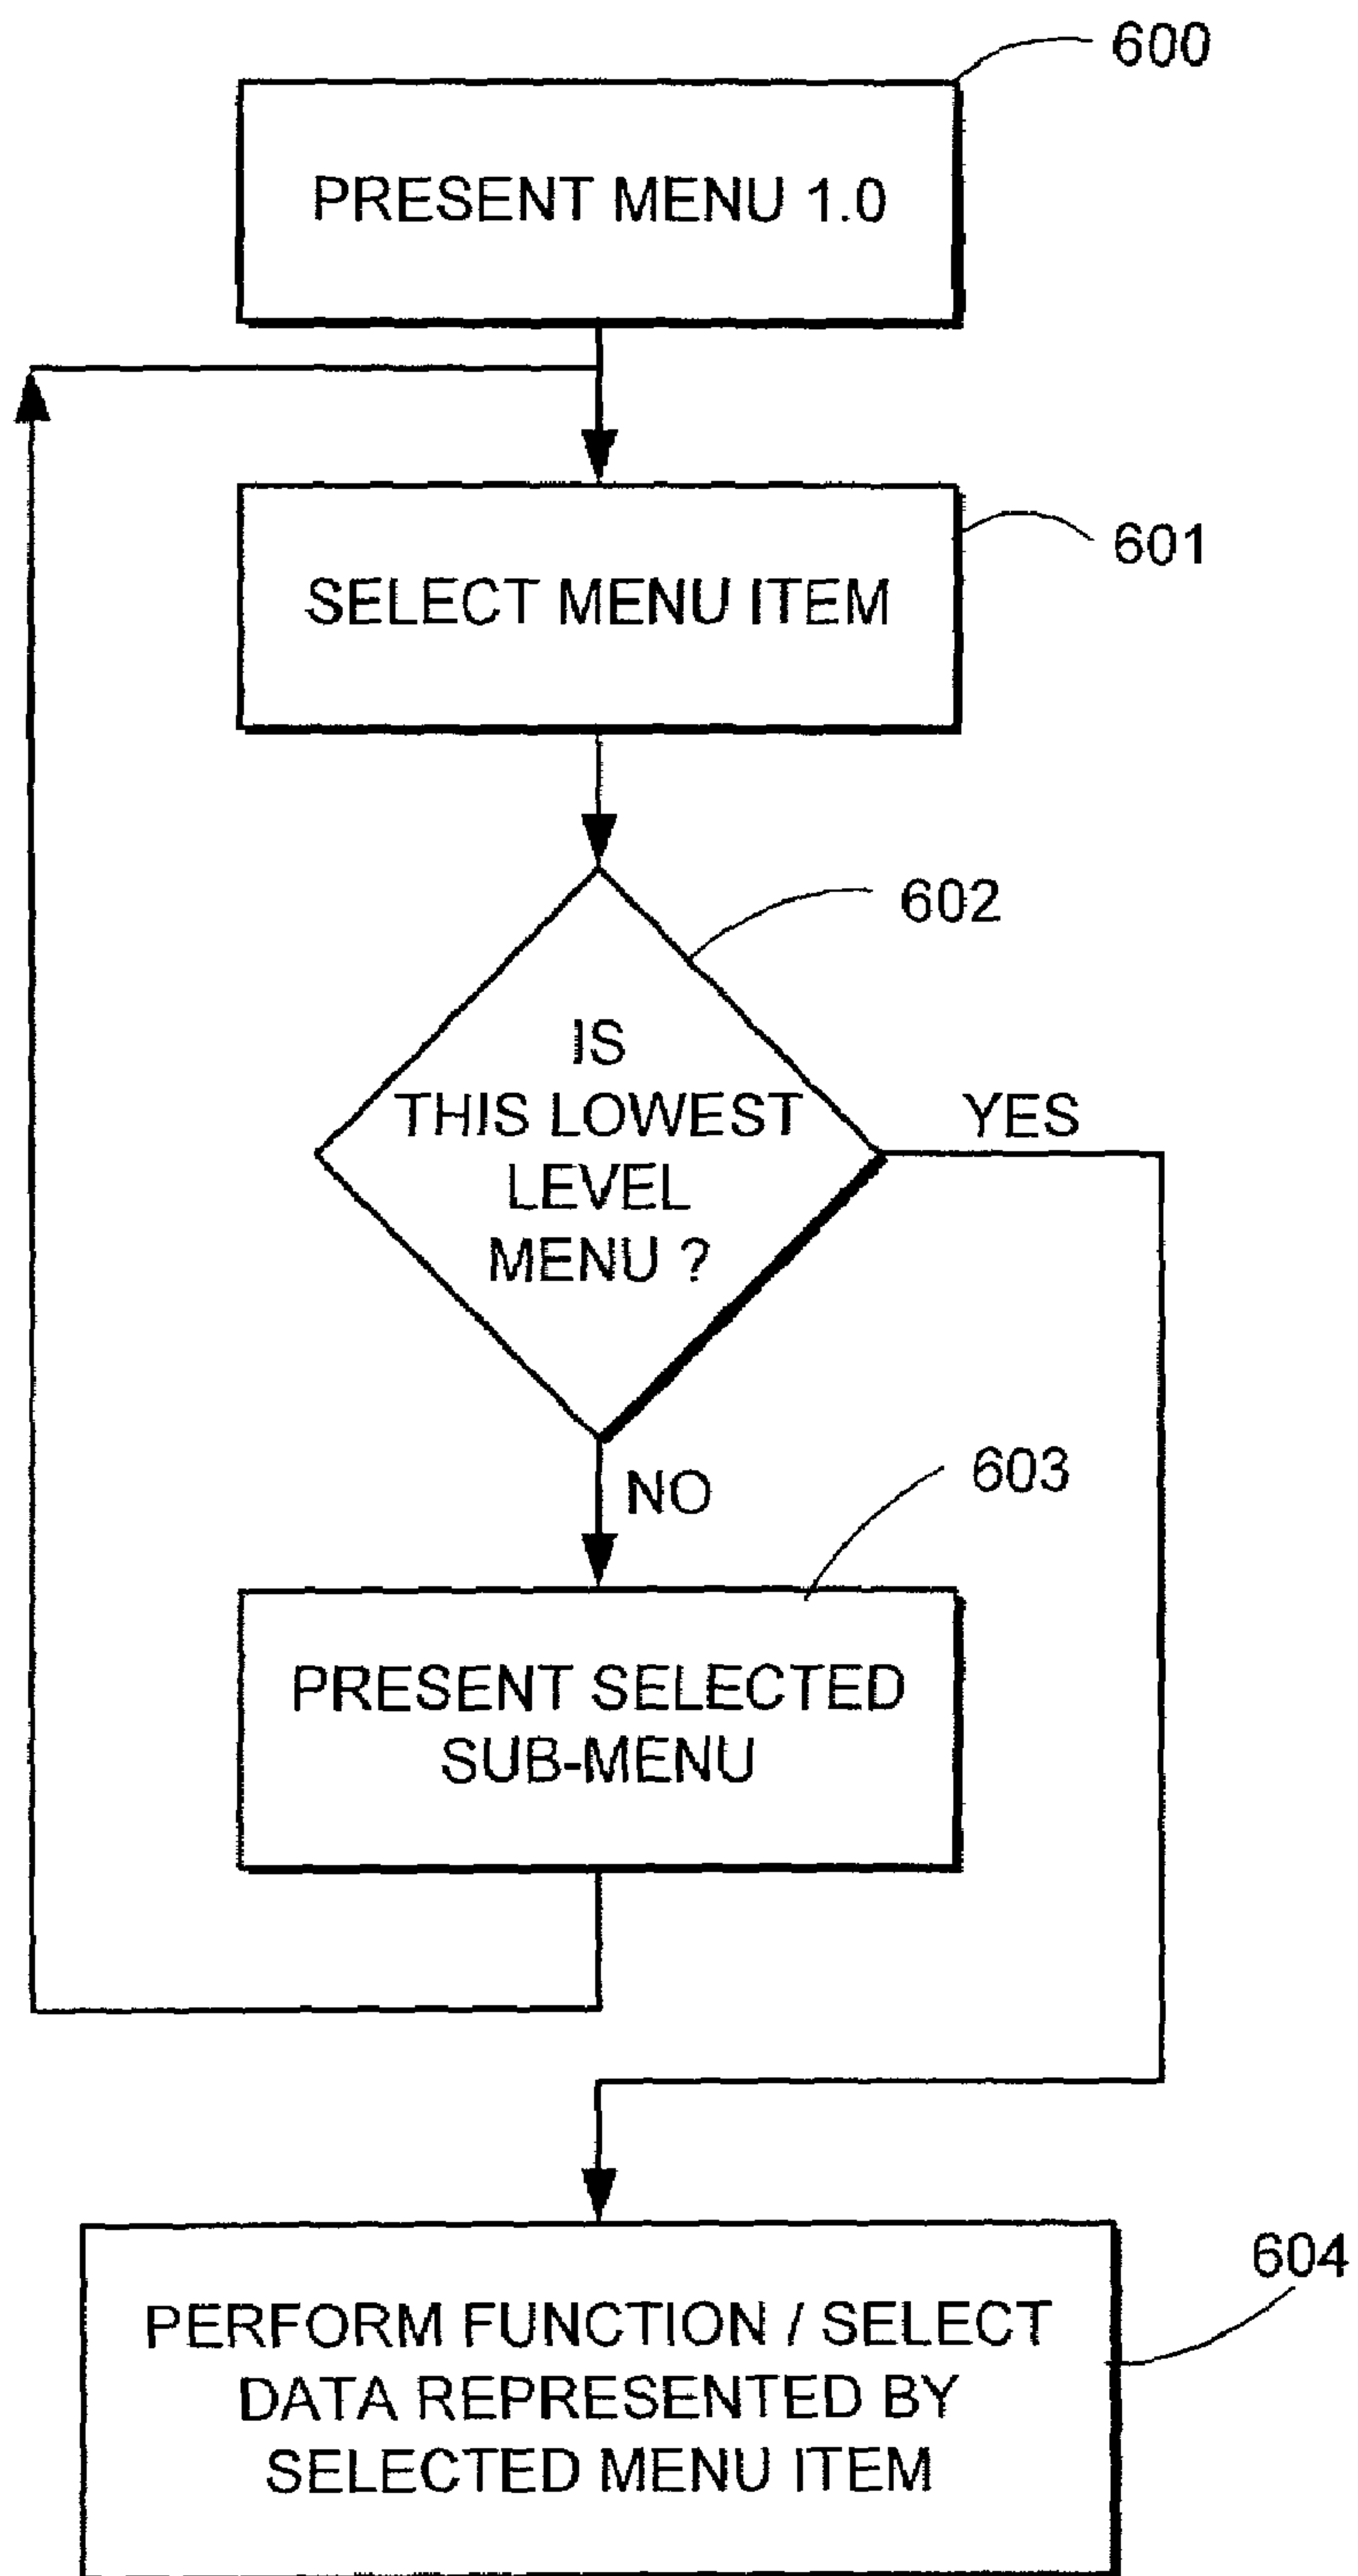 600
PRESENT MENU 1.0
601
SELECT MENU ITEM
602
IS
THIS LOWEST
LEVEL
MENU ?
YES
NO
603
PRESENT SELECTED
SUB-MENU
604
PERFORM FUNCTION / SELECT
DATA REPRESENTED BY
SELECTED MENU ITEM